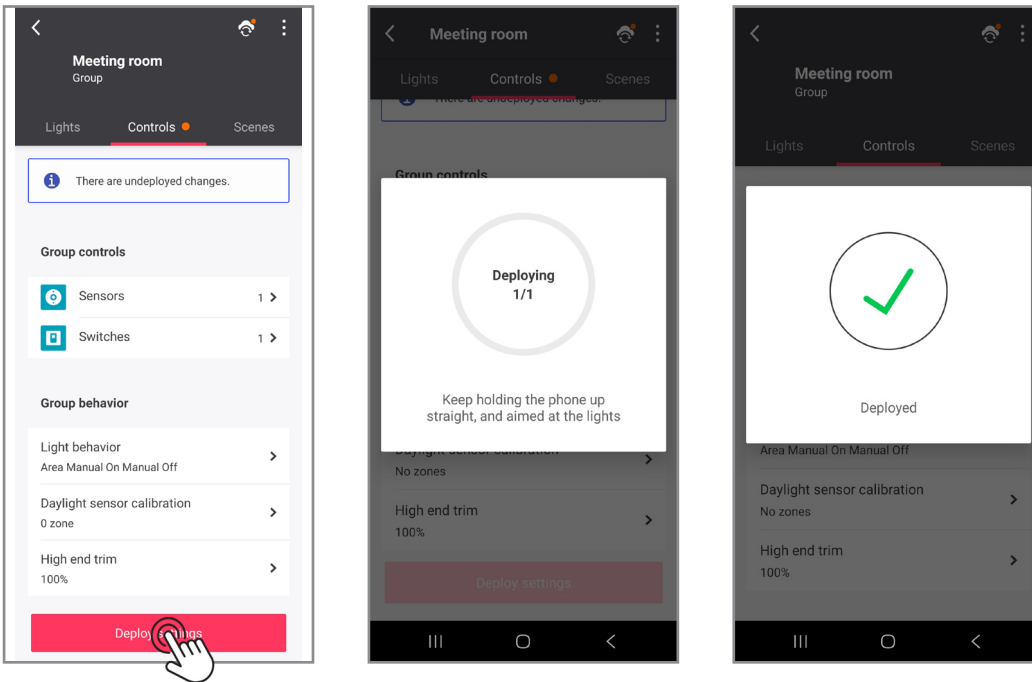 Meeting room
Group
Lights Controls Scenes
There are undeployed changes.
Group controls
Sensors 1
Switches 1
Group behavior
Light behavior
Area Manual On Manual Off
Daylight sensor calibration
0 zone
High end trim
100%
Deploy settings
Meeting room
Lights Controls Scenes
There are undeployed changes.
Group controls
Deploying
1/1
Keep holding the phone up
straight, and aimed at the lights
Daylight sensor calibration
No zones
High end trim
100%
Deploy settings
Meeting room
Group
Lights Controls Scenes
Deployed
Area Manual On Manual Off
Daylight sensor calibration
No zones
High end trim
100%